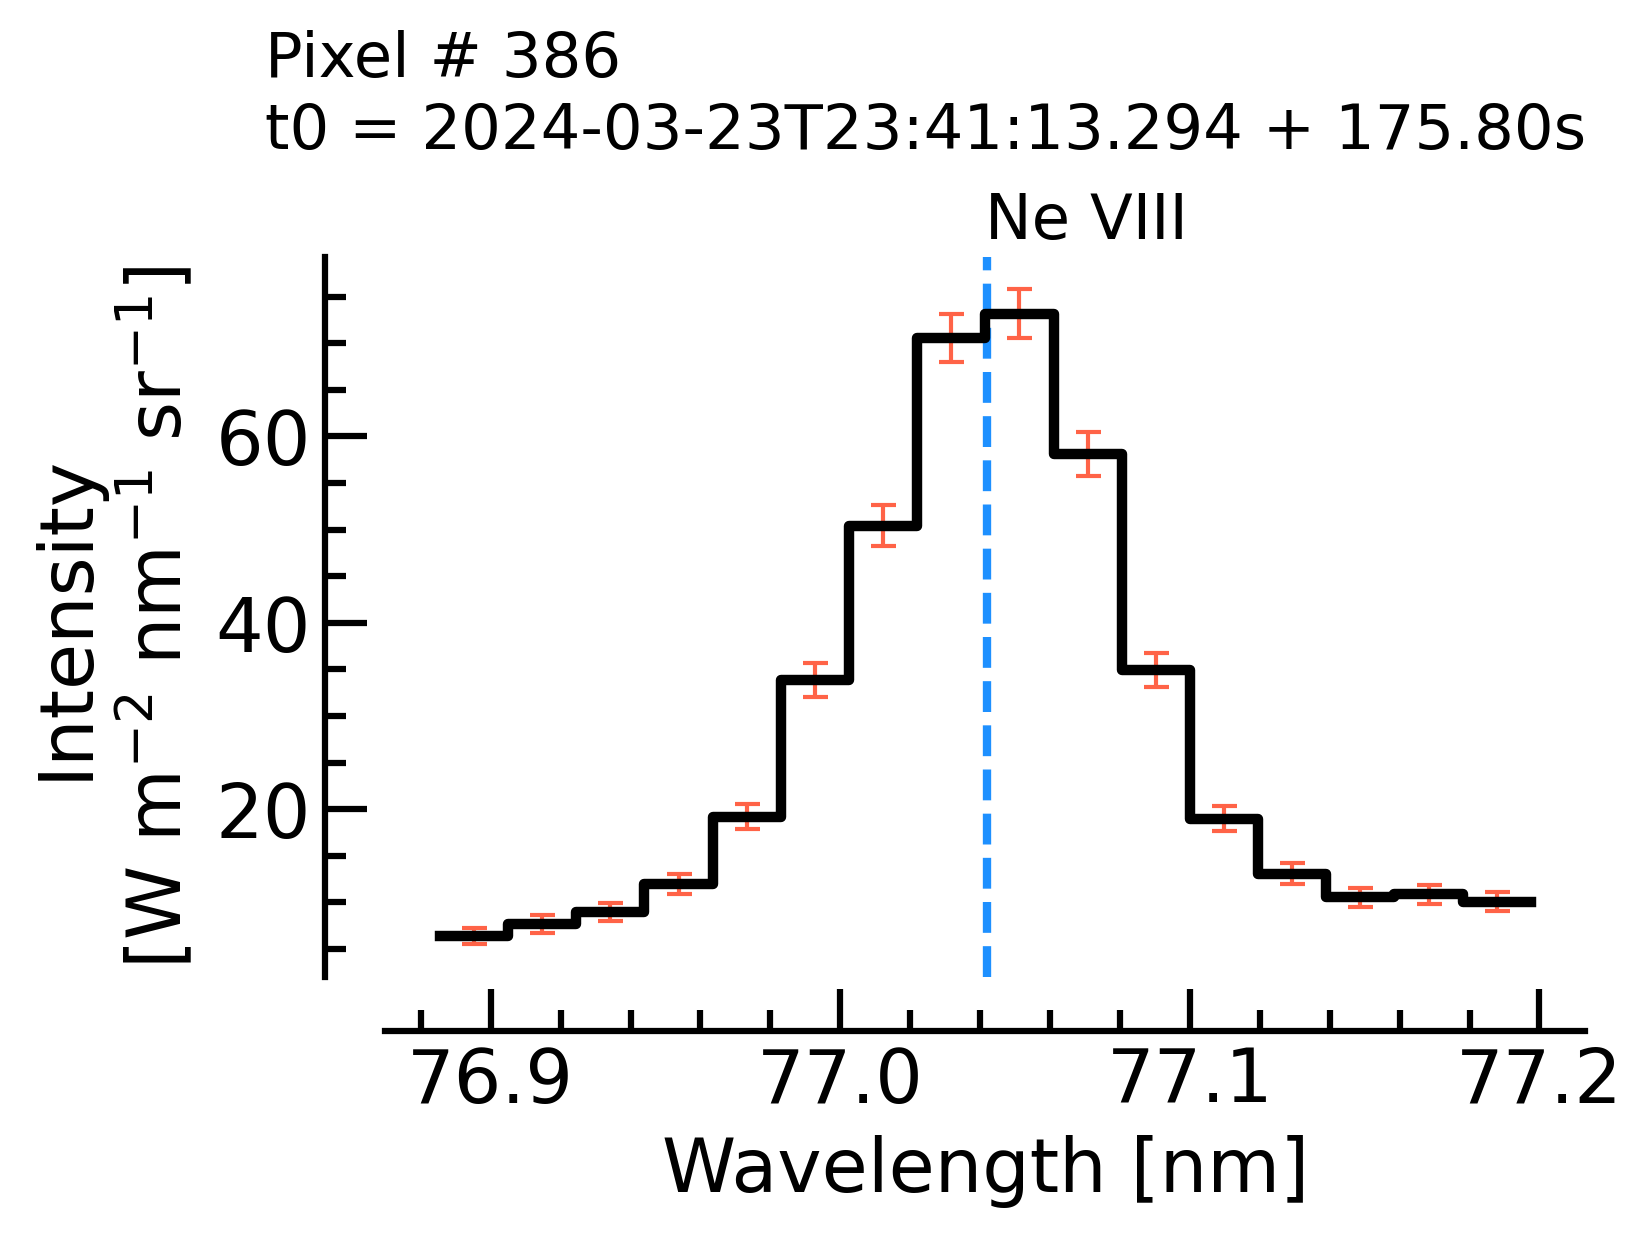 Pixel # 386
t0 = 2024-03-23T23:41:13.294 + 175.80s
Ne VIII
Intensity
[W m⁻² nm⁻¹ sr⁻¹]
60
40
20
76.9 77.0 77.1 77.2
Wavelength [nm]